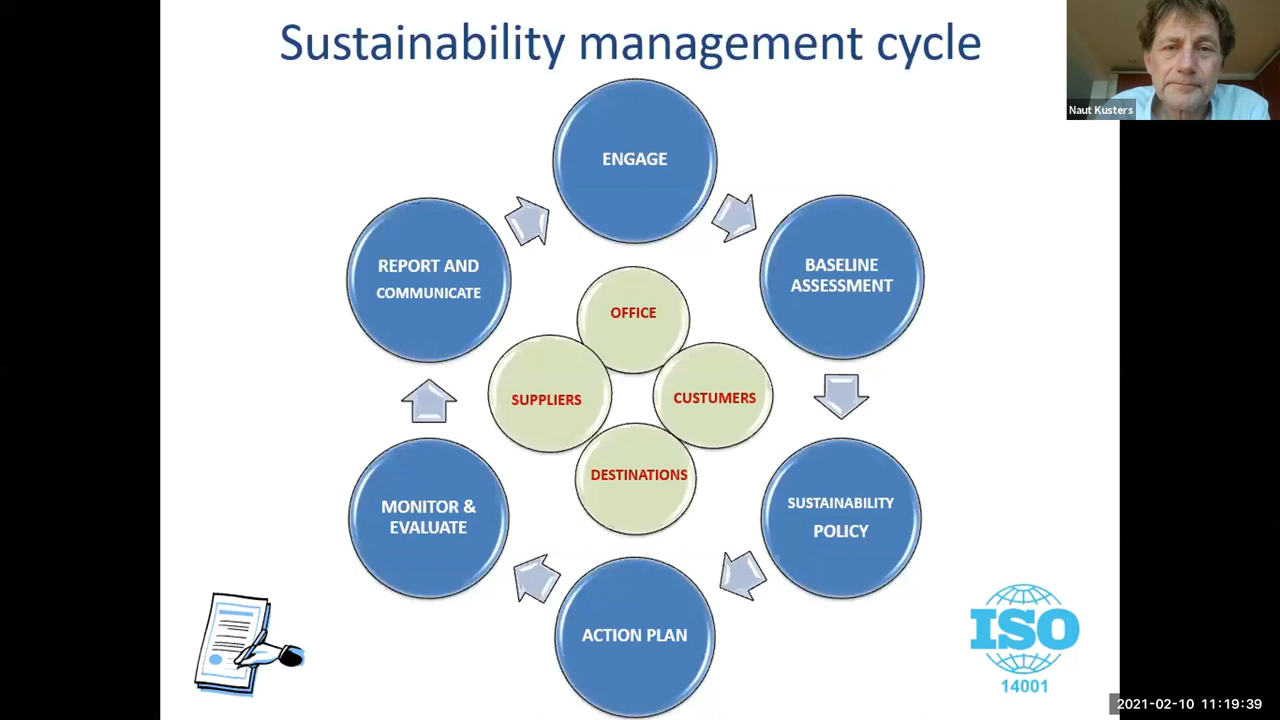 Sustainability management cycle
Naut Kusters
ENGAGE
REPORT AND
COMMUNICATE
BASELINE
ASSESSMENT
OFFICE
SUPPLIERS
CUSTUMERS
DESTINATIONS
MONITOR &
EVALUATE
SUSTAINABILITY
POLICY
ACTION PLAN
ISO
14001
2021-02-10 11:19:39